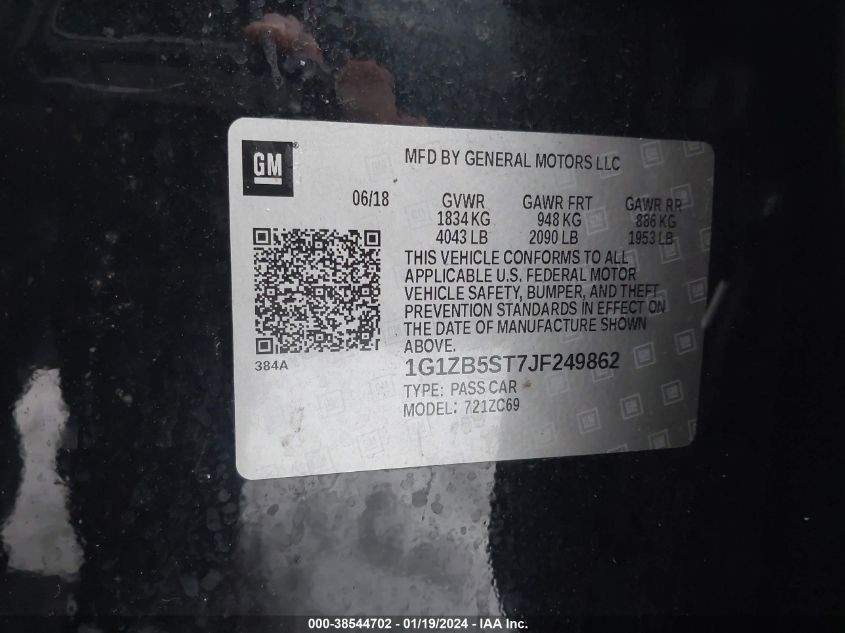 GM®
MFD BY GENERAL MOTORS LLC
06/18
GVWR GAWR FRT GAWR RR
1834 KG 948 KG 886 KG
4043 LB 2090 LB 1953 LB
THIS VEHICLE CONFORMS TO ALL
APPLICABLE U.S. FEDERAL MOTOR
VEHICLE SAFETY, BUMPER, AND THEFT
PREVENTION STANDARDS IN EFFECT ON
THE DATE OF MANUFACTURE SHOWN
ABOVE.
384A
1G1ZB5ST7JF249862
TYPE: PASS CAR
MODEL: 721ZC69
000-38544702 - 01/19/2024 - IAA Inc.